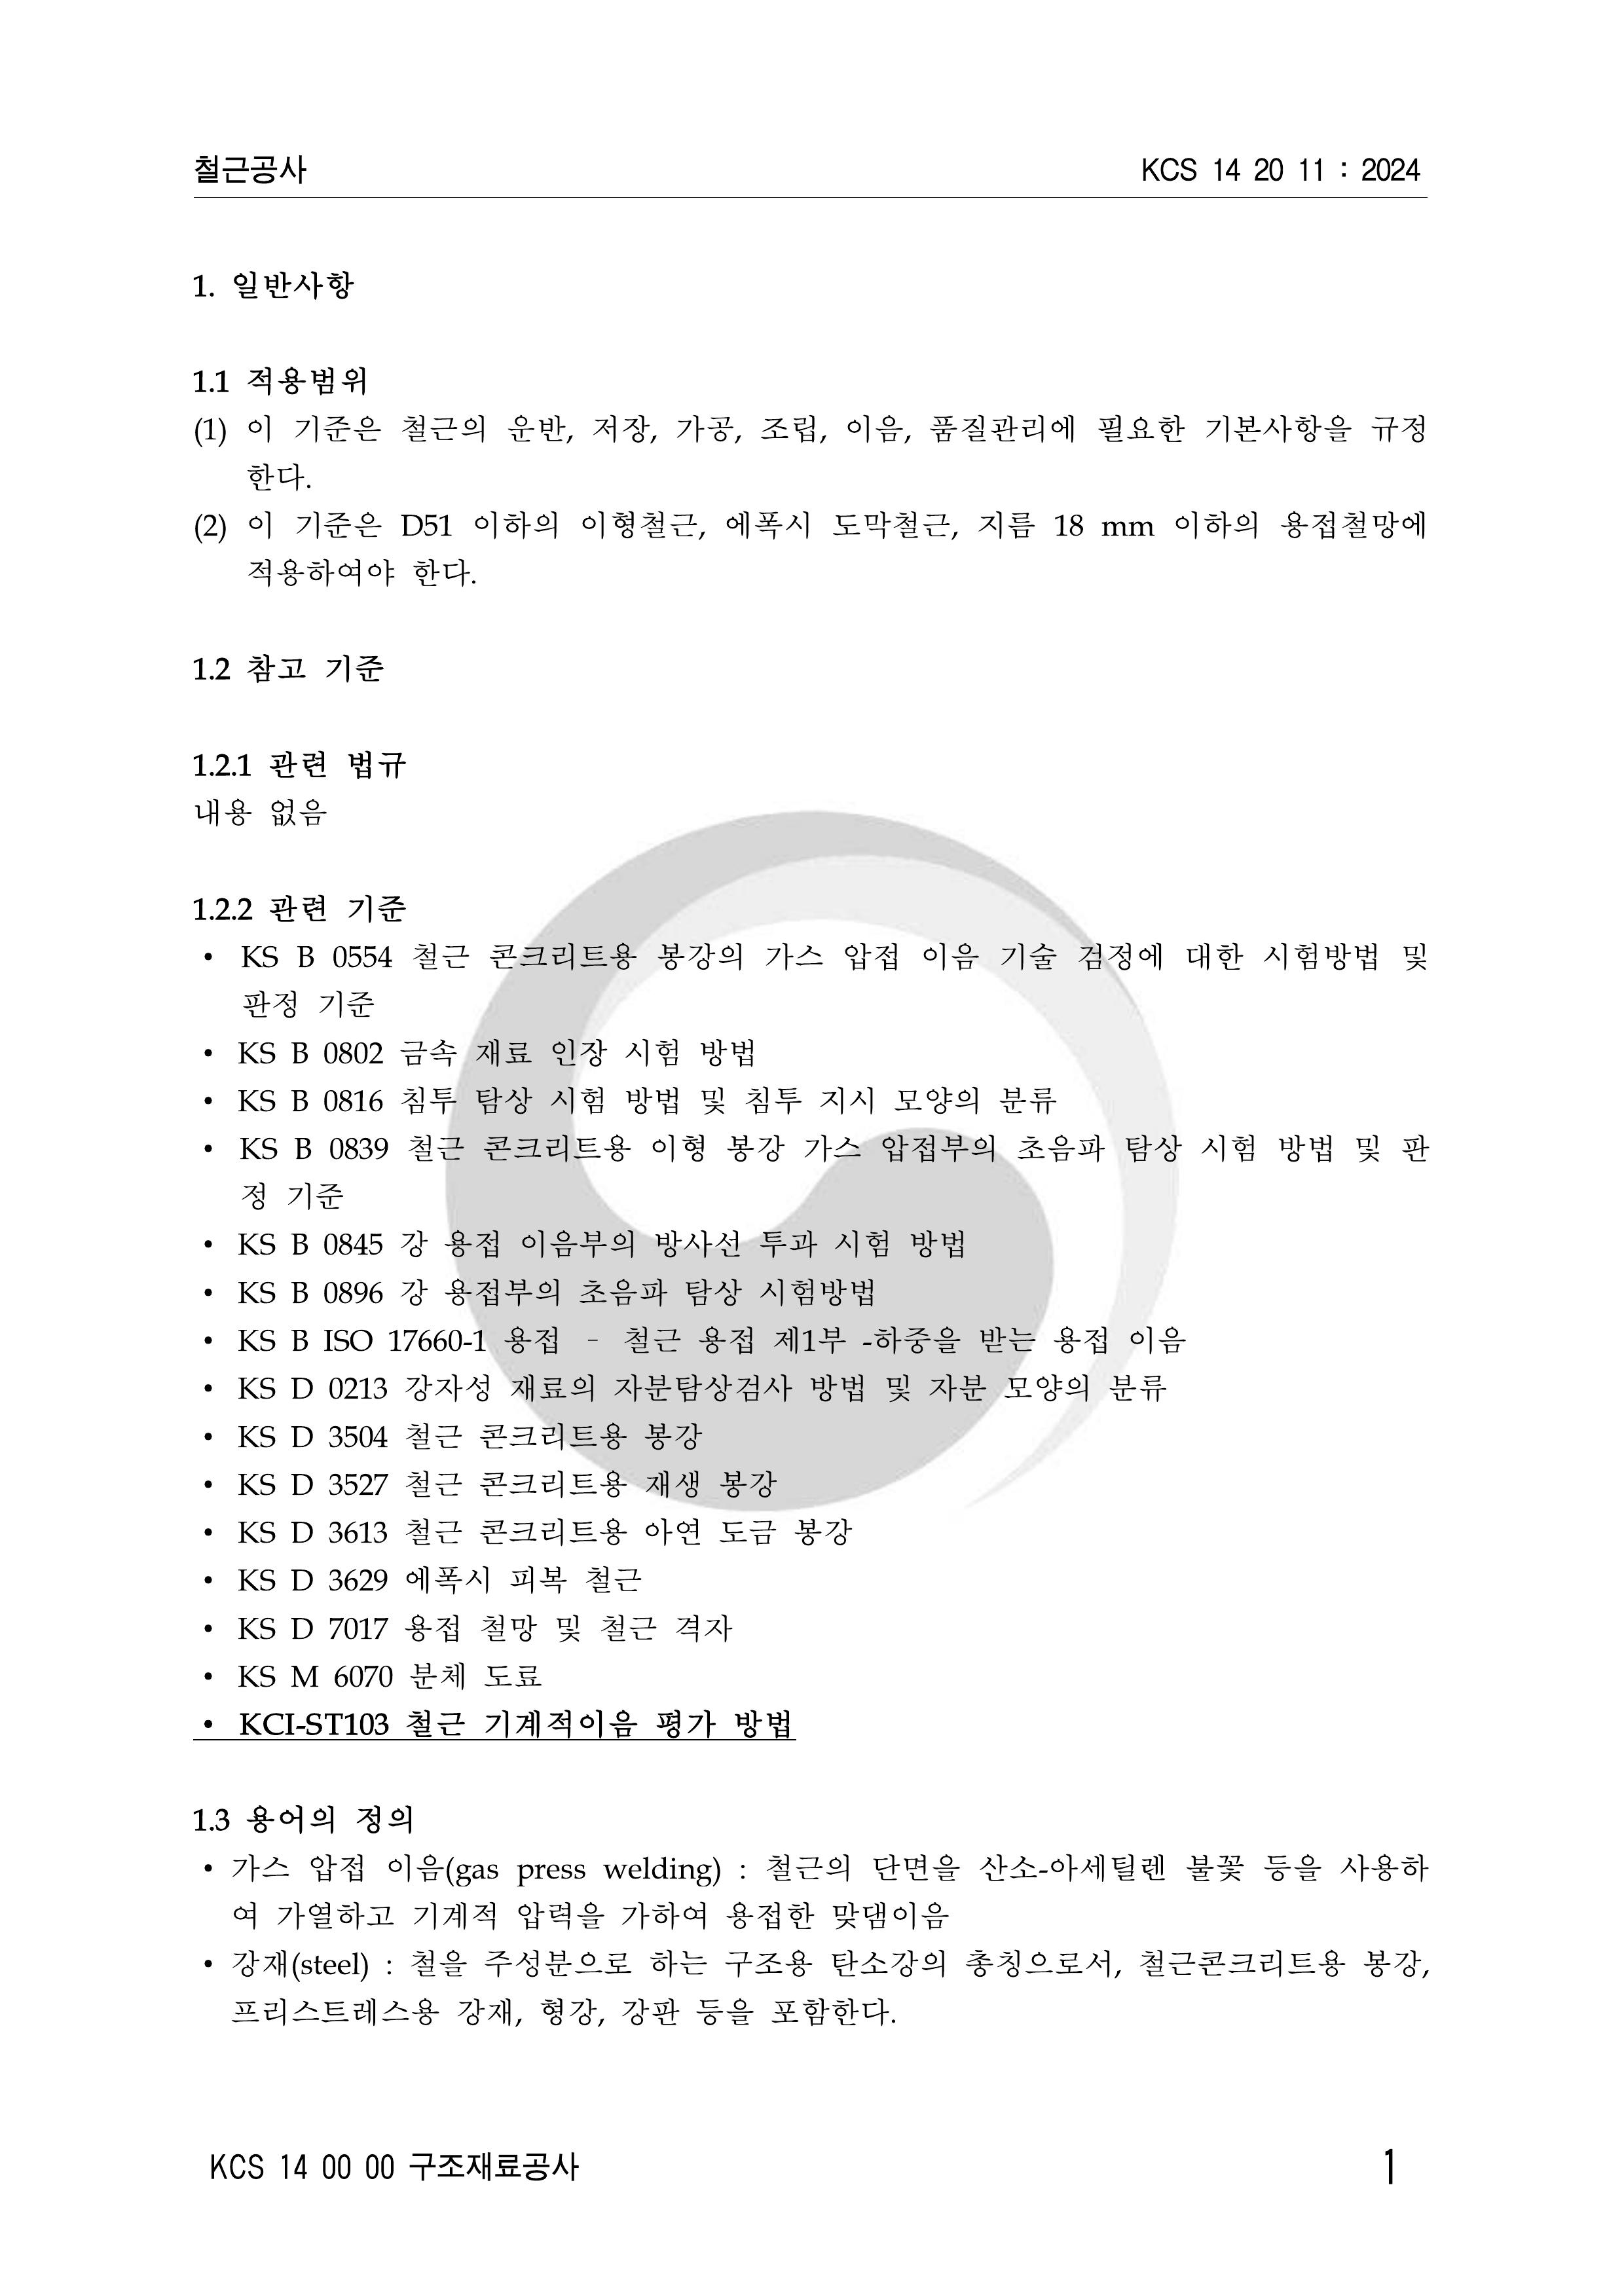 철근공사 KCS 14 20 11 : 2024
1. 일반사항
1.1 적용범위
(1) 이 기준은 철근의 운반, 저장, 가공, 조립, 이음, 품질관리에 필요한 기본사항을 규정
한다.
(2) 이 기준은 D51 이하의 이형철근, 에폭시 도막철근, 지름 18 mm 이하의 용접철망에
적용하여야 한다.
1.2 참고 기준
1.2.1 관련 법규
내용 없음
1.2.2 관련 기준
• KS B 0554 철근 콘크리트용 봉강의 가스 압접 이음 기술 검정에 대한 시험방법 및
판정 기준
• KS B 0802 금속 재료 인장 시험 방법
• KS B 0816 침투 탐상 시험 방법 및 침투 지시 모양의 분류
• KS B 0839 철근 콘크리트용 이형 봉강 가스 압접부의 초음파 탐상 시험 방법 및 판
정 기준
• KS B 0845 강 용접 이음부의 방사선 투과 시험 방법
• KS B 0896 강 용접부의 초음파 탐상 시험방법
• KS B ISO 17660-1 용접 – 철근 용접 제1부 -하중을 받는 용접 이음
• KS D 0213 강자성 재료의 자분탐상검사 방법 및 자분 모양의 분류
• KS D 3504 철근 콘크리트용 봉강
• KS D 3527 철근 콘크리트용 재생 봉강
• KS D 3613 철근 콘크리트용 아연 도금 봉강
• KS D 3629 에폭시 피복 철근
• KS D 7017 용접 철망 및 철근 격자
• KS M 6070 분체 도료
• KCI-ST103 철근 기계적이음 평가 방법
1.3 용어의 정의
• 가스 압접 이음(gas press welding) : 철근의 단면을 산소-아세틸렌 불꽃 등을 사용하
여 가열하고 기계적 압력을 가하여 용접한 맞댐이음
• 강재(steel) : 철을 주성분으로 하는 구조용 탄소강의 총칭으로서, 철근콘크리트용 봉강,
프리스트레스용 강재, 형강, 강판 등을 포함한다.
KCS 14 00 00 구조재료공사 1